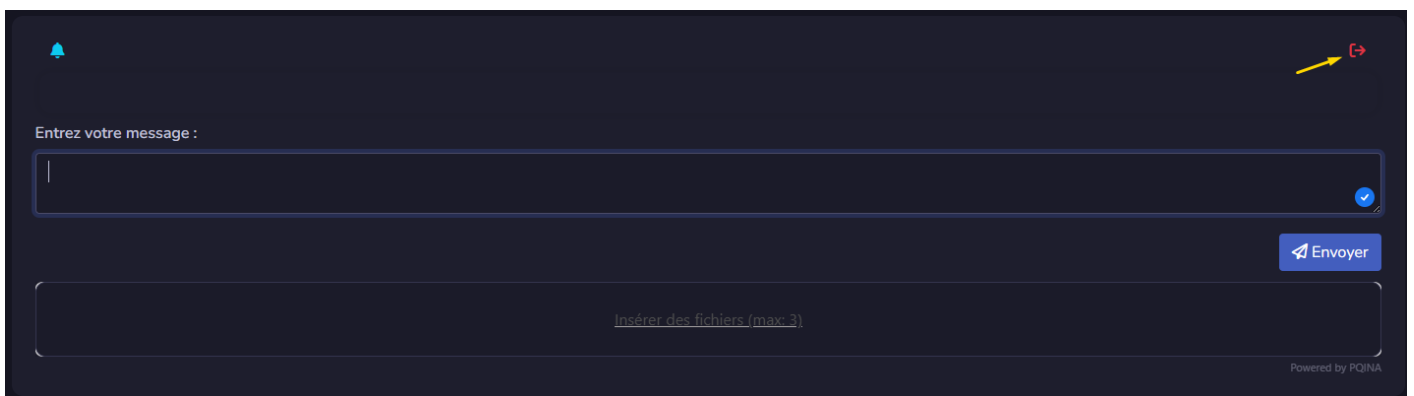 Entrez votre message :
Envoyer
Insérer des fichiers (max: 3)
Powered by PQINA